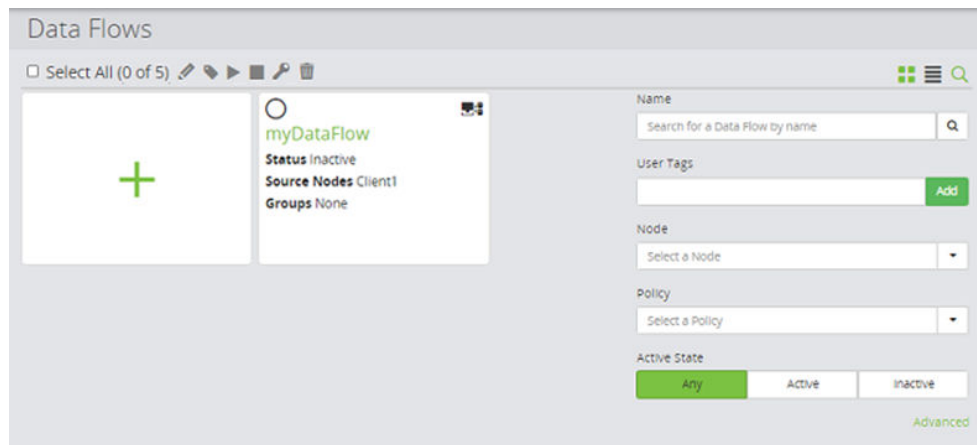 Data Flows
Select All (0 of 5)
myDataFlow
Status Inactive
Source Nodes Client1
Groups None
Name
Search for a Data Flow by name
User Tags
Add
Node
Select a Node
Policy
Select a Policy
Active State
Any Active Inactive
Advanced